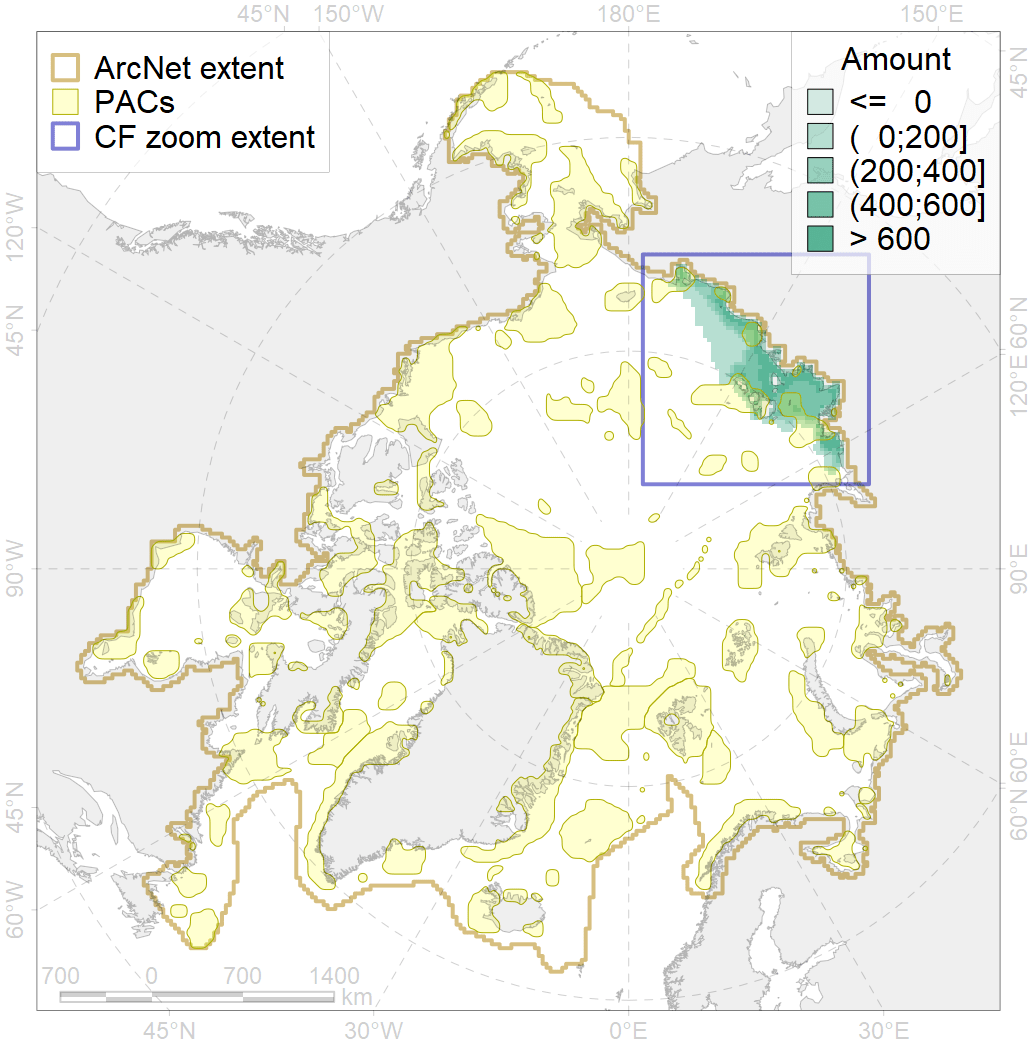 45°N 150°W 180°E 150°E
ArcNet extent
PACs
CF zoom extent
Amount
<= 0
( 0;200]
(200;400]
(400;600]
> 600
45°N
120°W
45°N
90°W
45°N
60°W
60°N
120°E
90°E
60°E
60°N
700 0 700 1400
km
45°N 30°W 0°E 30°E